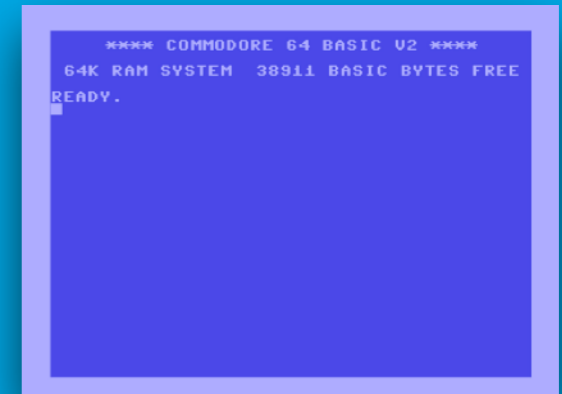 **** COMMODORE 64 BASIC V2 ****
64K RAM SYSTEM  38911 BASIC BYTES FREE
READY.